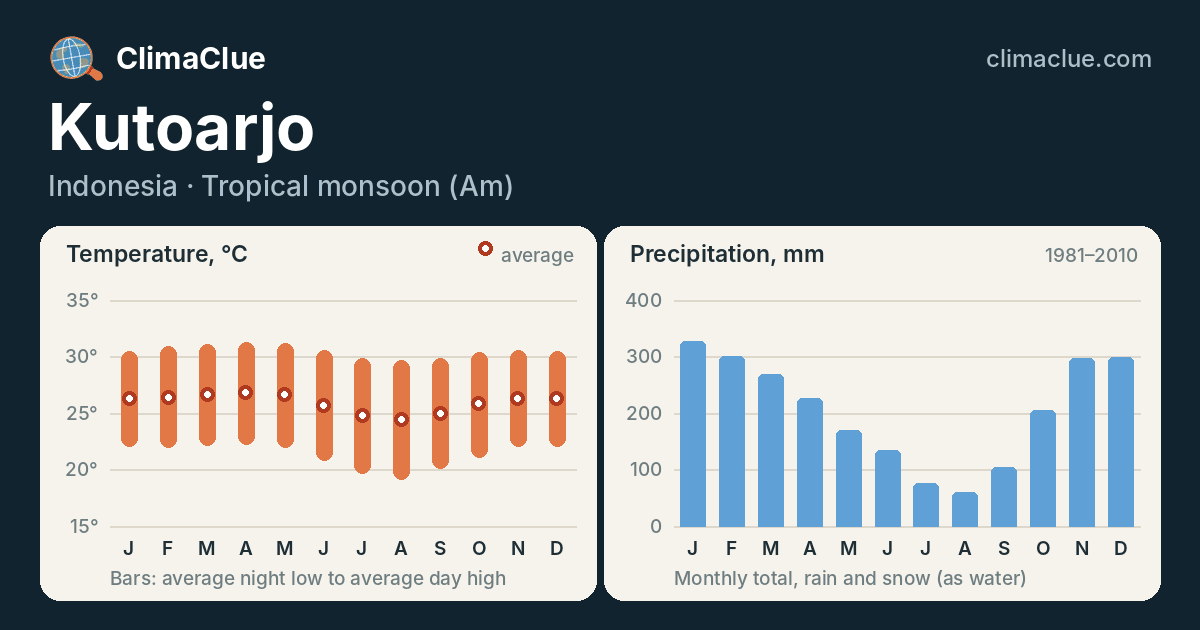 ClimaClue
climaclue.com
Kutoarjo
Indonesia · Tropical monsoon (Am)
Temperature, °C
average
35°
30°
25°
20°
15°
J F M A M J J A S O N D
Bars: average night low to average day high
Precipitation, mm
1981–2010
400
300
200
100
0
J F M A M J J A S O N D
Monthly total, rain and snow (as water)